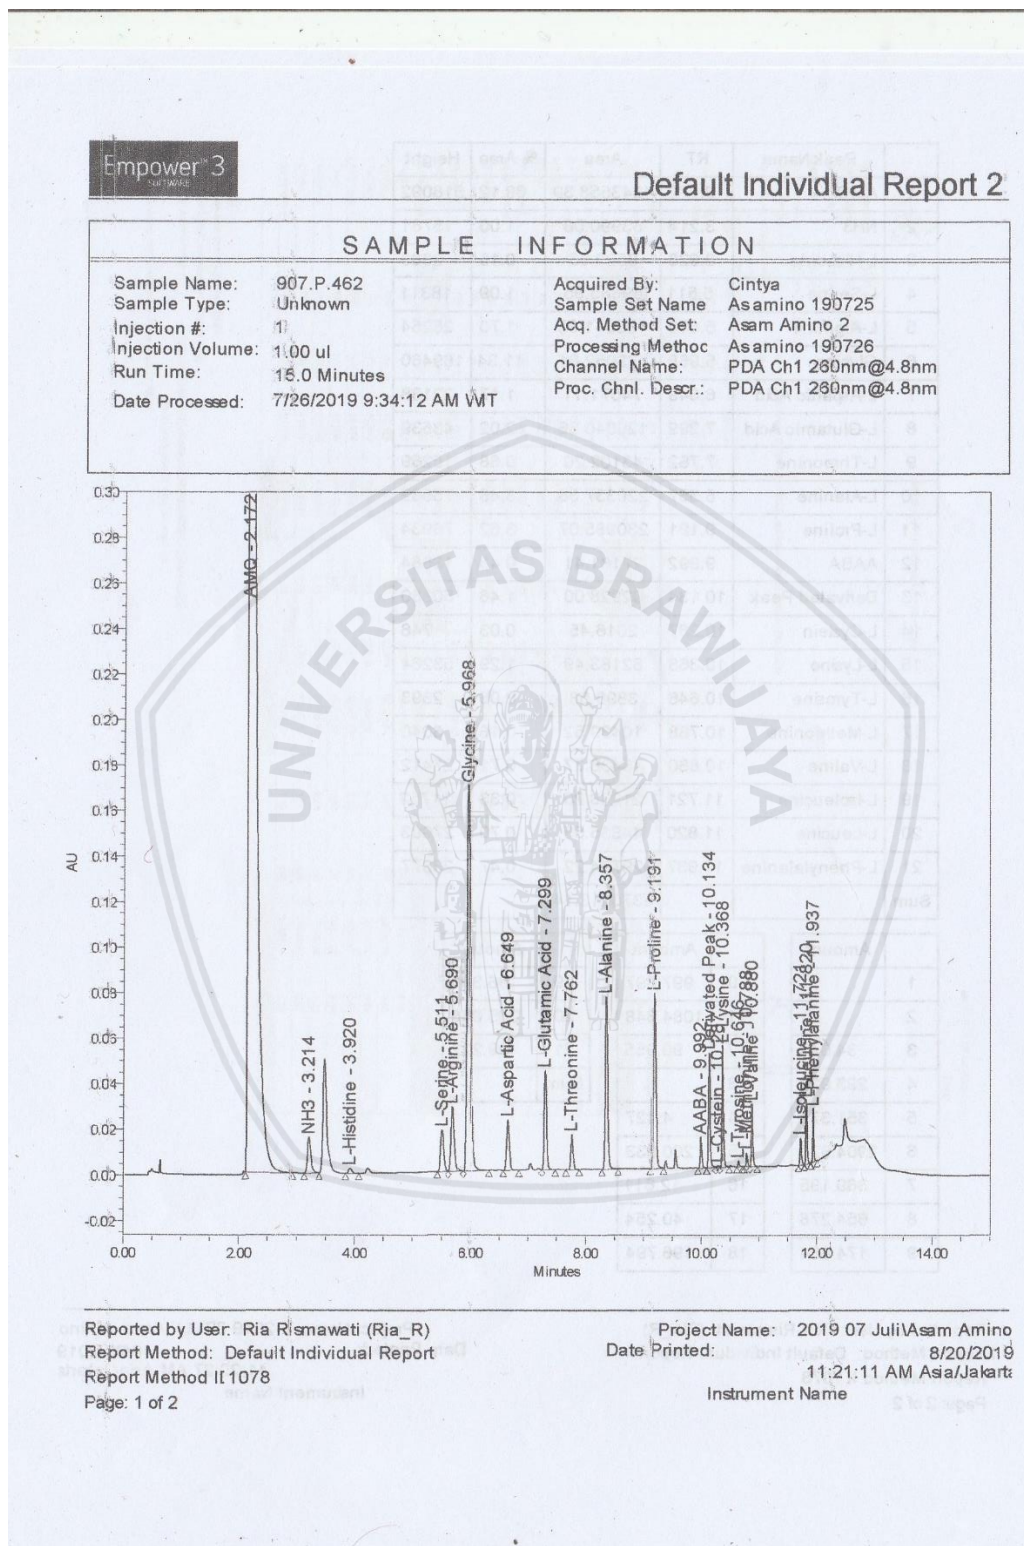 Empower™ 3
SOFTWARE
Default Individual Report 2
SAMPLE INFORMATION
Sample Name: 907.P.462
Sample Type: Unknown
Injection #: 1
Injection Volume: 1.00 ul
Run Time: 15.0 Minutes
Date Processed: 7/26/2019 9:34:12 AM WIT
Acquired By: Cintya
Sample Set Name Asamino 190725
Acq. Method Set: Asam Amino 2
Processing Method Asamino 190726
Channel Name: PDA Ch1 260nm@4.8nm
Proc. Chnl. Descr.: PDA Ch1 260nm@4.8nm
UNIVERSITAS BRAWIJAYA
AU
0.30
0.28
0.26
0.24
0.22
0.20
0.18
0.16
0.14
0.12
0.10
0.08
0.06
0.04
0.02
0.00
-0.02
AMQ - 2.172
NH3 - 3.214
L-Histidine - 3.920
L-Serine - 5.511
L-Arginine - 5.690
Glycine - 5.968
L-Aspartic Acid - 6.649
L-Glutamic Acid - 7.299
L-Threonine - 7.762
L-Alanine - 8.357
L-Proline - 9.191
AABA - 9.992
Deryvated Peak - 10.134
L-Lysine - 10.368
L-Tyrosine - 10.646
L-Valine - 10.880
L-Phenylalanine - 11.937
0.00
2.00
4.00
6.00
8.00
10.00
12.00
14.00
Minutes
Reported by User: Ria Rismawati (Ria_R)
Report Method: Default Individual Report
Report Method II 1078
Page: 1 of 2
Project Name: 2019 07 Juli\Asam Amino
Date Printed: 8/20/2019
11:21:11 AM Asia/Jakarta
Instrument Name